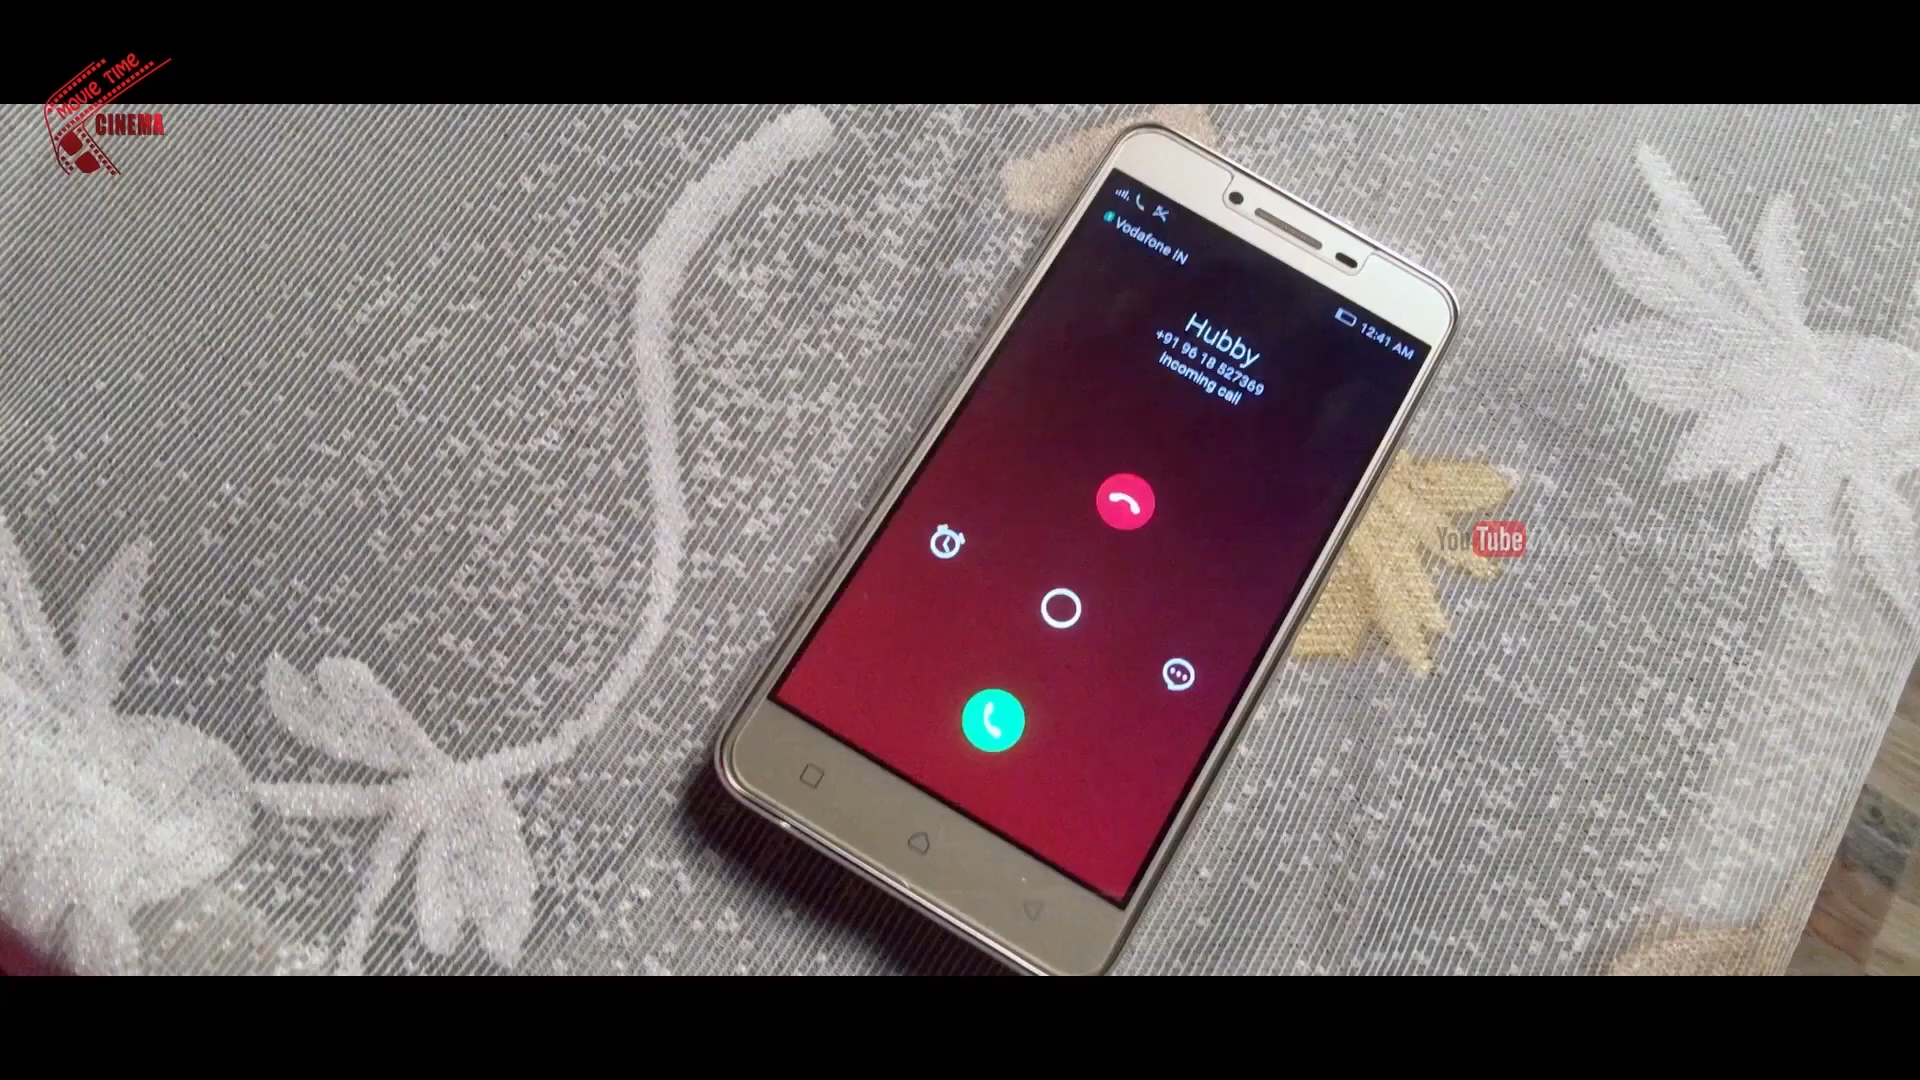 MOVIE TIME
CINEMA
Vodafone IN
12:41 AM
Hubby
+91 96 18 527369
Incoming call
YouTube